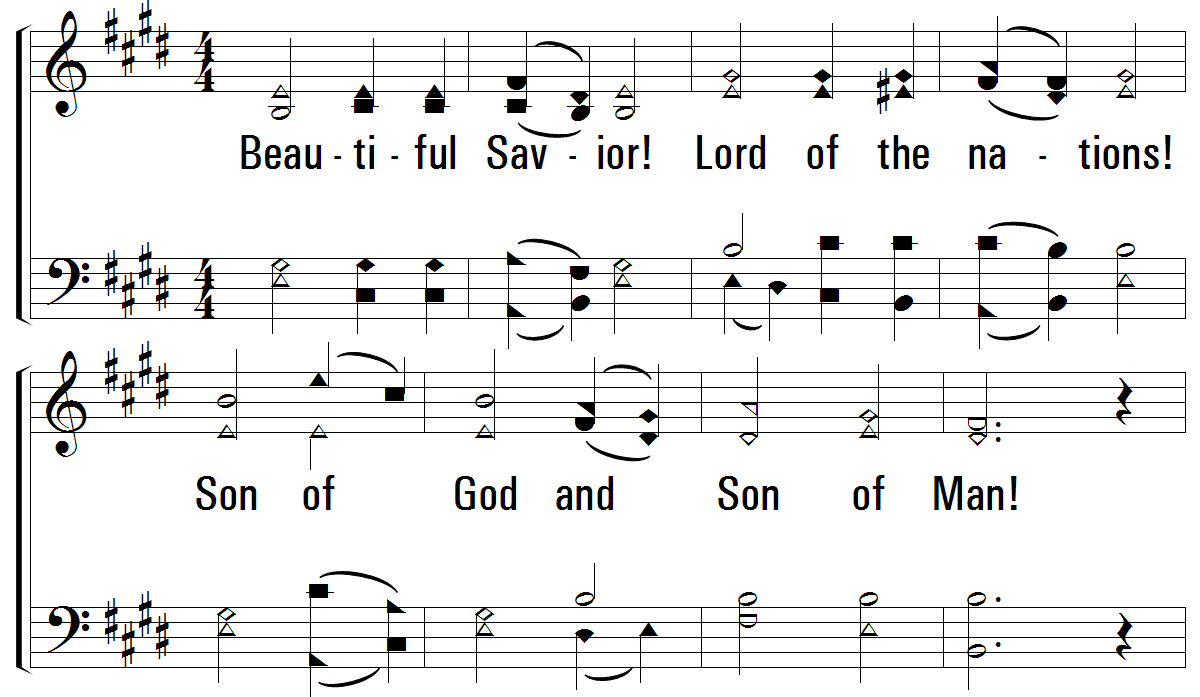 Beau - ti - ful Sav - ior! Lord of the na - tions!
Son of God and Son of Man!